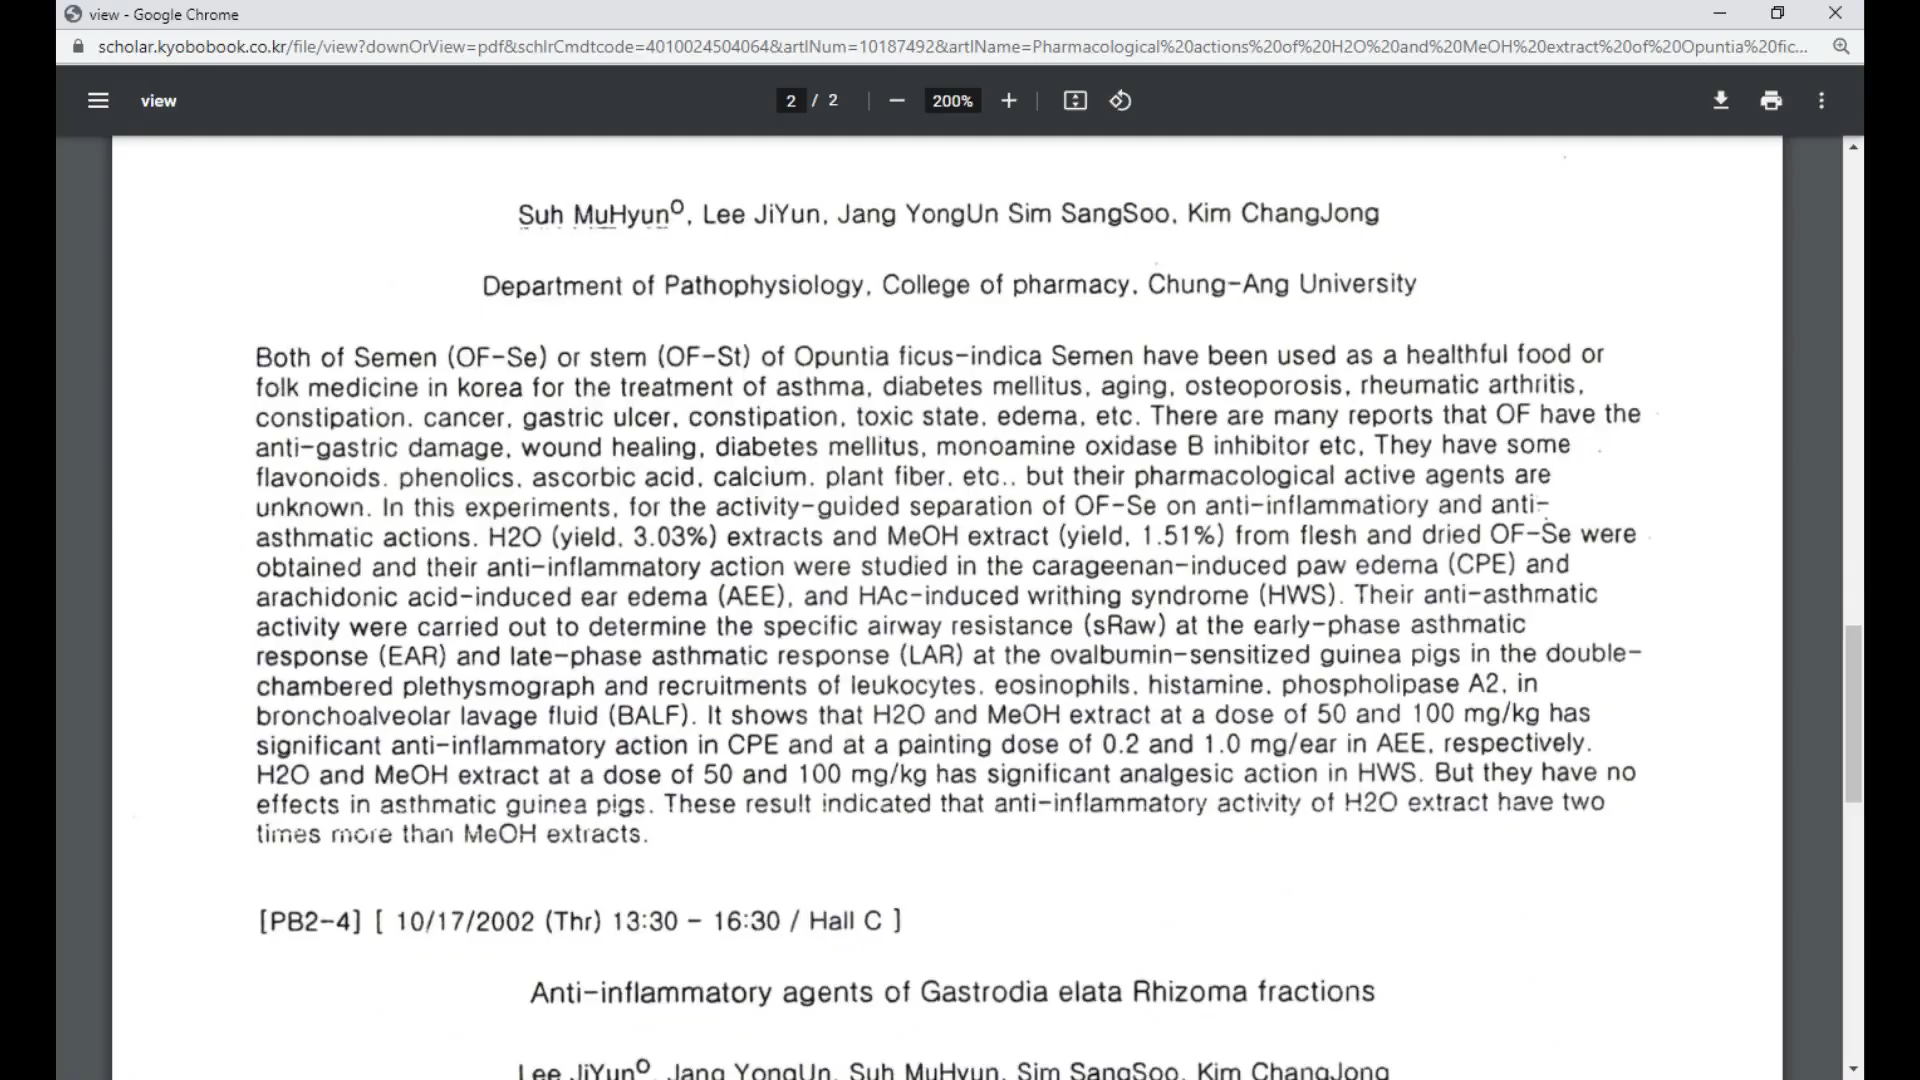 view - Google Chrome
scholar.kyobobook.co.kr/file/view?downOrView=pdf&schlrCmdtcode=4010024504064&artlNum=10187492&artlName=Pharmacological%20actions%20of%20H2O%20and%20MeOH%20extract%20of%20Opuntia%20fic...
view
2 / 2
200%
Suh MuHyunO, Lee JiYun, Jang YongUn Sim SangSoo, Kim ChangJong
Department of Pathophysiology, College of pharmacy, Chung-Ang University
Both of Semen (OF-Se) or stem (OF-St) of Opuntia ficus-indica Semen have been used as a healthful food or
folk medicine in korea for the treatment of asthma, diabetes mellitus, aging, osteoporosis, rheumatic arthritis,
constipation, cancer, gastric ulcer, constipation, toxic state, edema, etc. There are many reports that OF have the
anti-gastric damage, wound healing, diabetes mellitus, monoamine oxidase B inhibitor etc, They have some
flavonoids, phenolics, ascorbic acid, calcium, plant fiber, etc., but their pharmacological active agents are
unknown. In this experiments, for the activity-guided separation of OF-Se on anti-inflammatiory and anti-
asthmatic actions. H2O (yield, 3.03%) extracts and MeOH extract (yield, 1.51%) from flesh and dried OF-Se were
obtained and their anti-inflammatory action were studied in the carageenan-induced paw edema (CPE) and
arachidonic acid-induced ear edema (AEE), and HAc-induced writhing syndrome (HWS). Their anti-asthmatic
activity were carried out to determine the specific airway resistance (sRaw) at the early-phase asthmatic
response (EAR) and late-phase asthmatic response (LAR) at the ovalbumin-sensitized guinea pigs in the double-
chambered plethysmograph and recruitments of leukocytes, eosinophils, histamine, phospholipase A2, in
bronchoalveolar lavage fluid (BALF). It shows that H2O and MeOH extract at a dose of 50 and 100 mg/kg has
significant anti-inflammatory action in CPE and at a painting dose of 0.2 and 1.0 mg/ear in AEE, respectively.
H2O and MeOH extract at a dose of 50 and 100 mg/kg has significant analgesic action in HWS. But they have no
effects in asthmatic guinea pigs. These result indicated that anti-inflammatory activity of H2O extract have two
times more than MeOH extracts.
[PB2-4] [ 10/17/2002 (Thr) 13:30 - 16:30 / Hall C ]
Anti-inflammatory agents of Gastrodia elata Rhizoma fractions
Lee JiYunO, Jang YongUn, Suh MuHyun, Sim SangSoo, Kim ChangJong